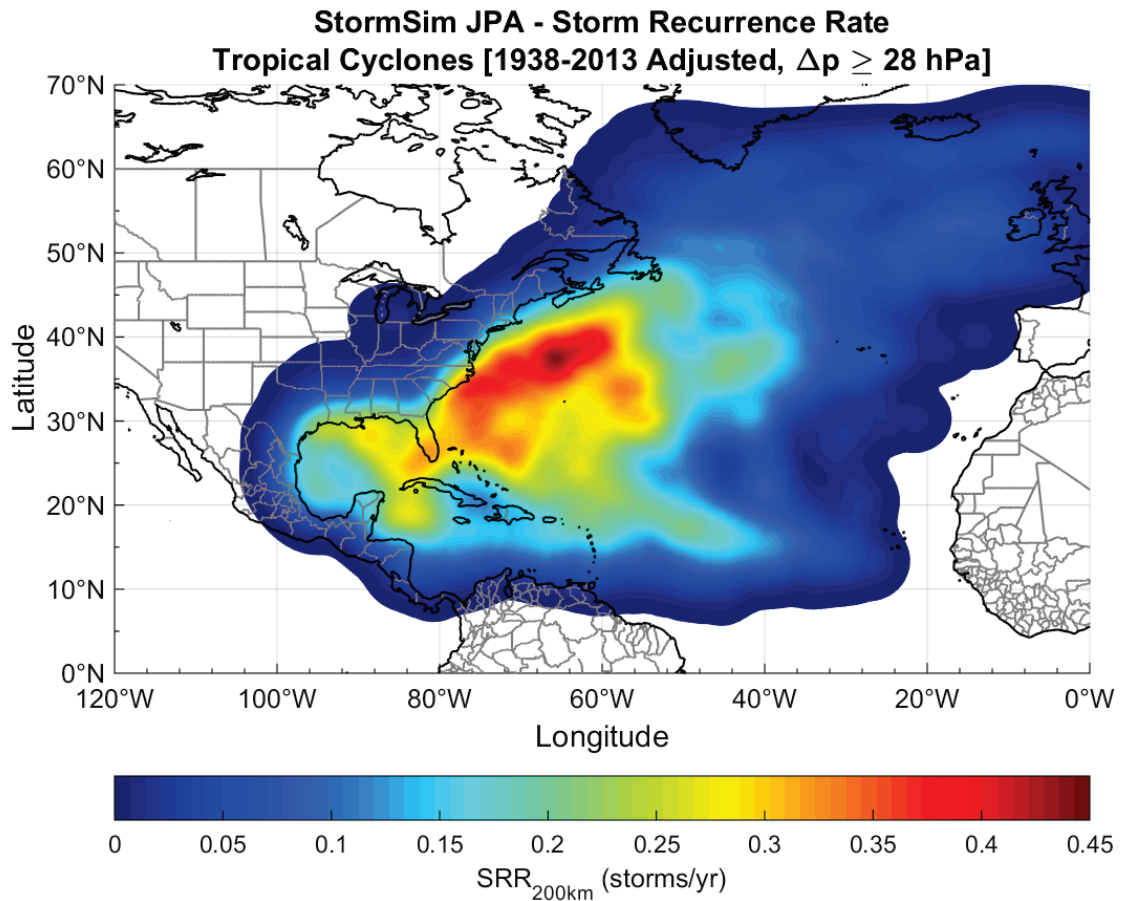 StormSim JPA - Storm Recurrence Rate
Tropical Cyclones [1938-2013 Adjusted, Δp ≥ 28 hPa]
70°N
60°N
50°N
40°N
30°N
20°N
10°N
0°N
Latitude
120°W 100°W 80°W 60°W 40°W 20°W 0°W
Longitude
0 0.05 0.1 0.15 0.2 0.25 0.3 0.35 0.4 0.45
SRR200km (storms/yr)